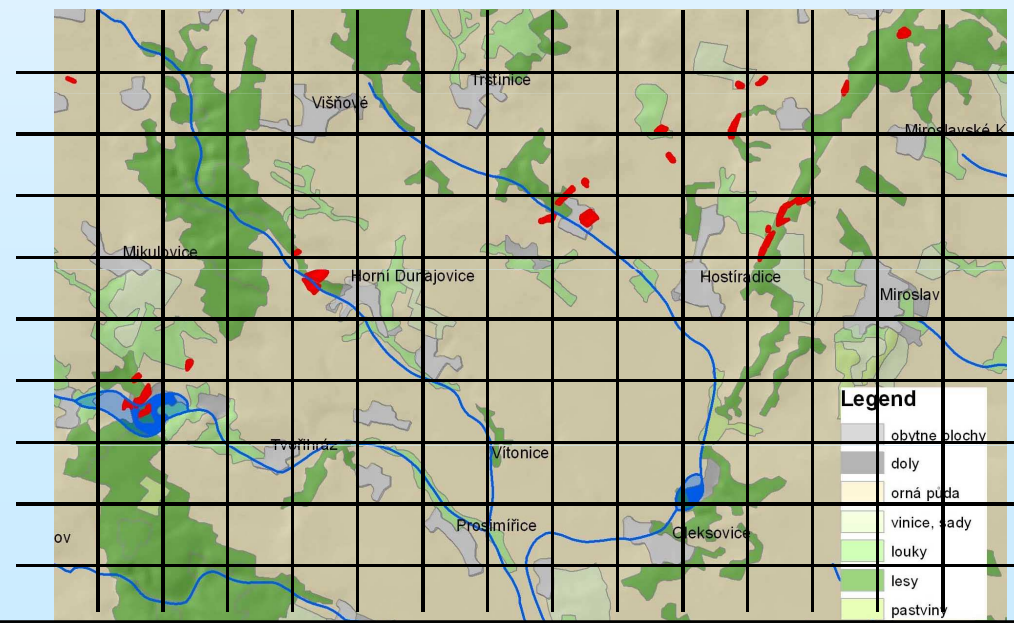 Trstinice
Višňové
Miroslavské K
Mikulovice
Horní Dunajovice
Hostíradice
Miroslav
Tvořihráz
Vítonice
Prosiměřice
Oleksovice
ov
Legend
obytne plochy
doly
orná půda
vinice, sady
louky
lesy
pastviny